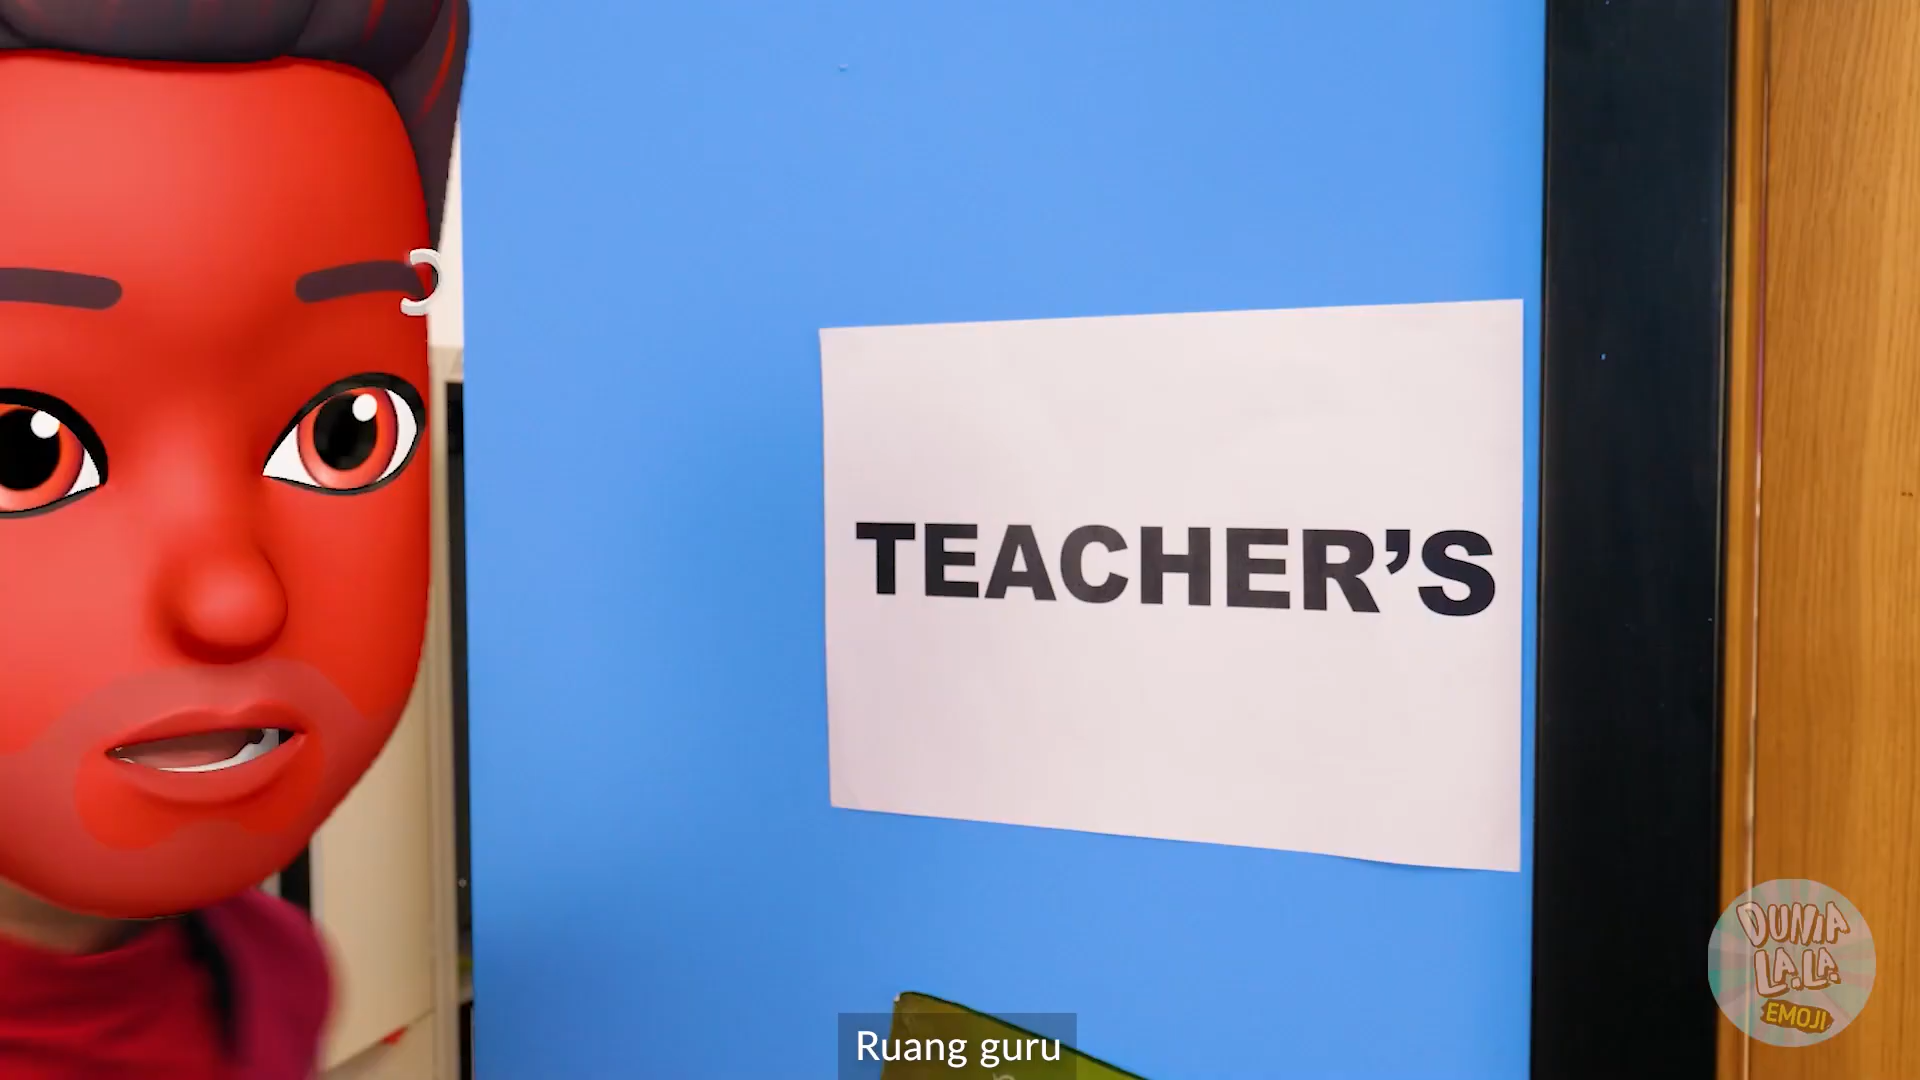 TEACHER’S
Ruang guru
DUNIA
LA.LA.
EMOJI